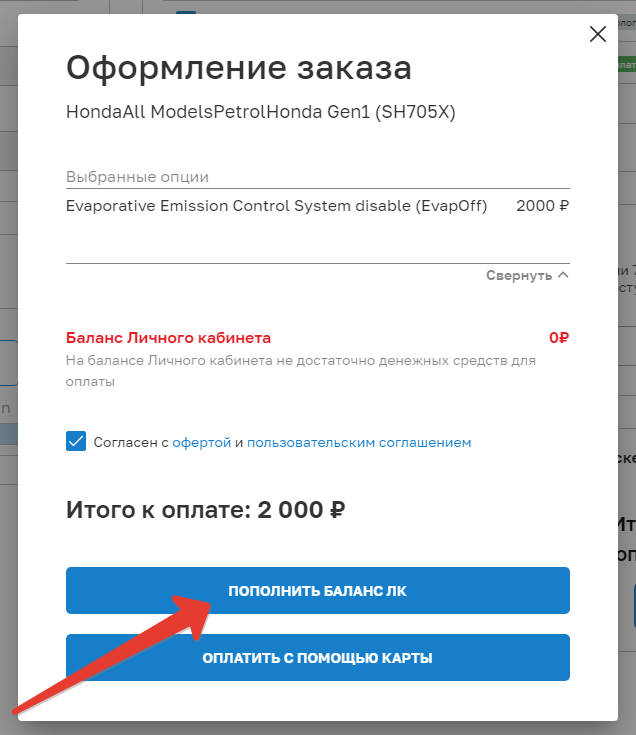 Оформление заказа
HondaAll ModelsPetrolHonda Gen1 (SH705X)
Выбранные опции
Evaporative Emission Control System disable (EvapOff) 2000 ₽
Свернуть
Баланс Личного кабинета 0₽
На балансе Личного кабинета не достаточно денежных средств для
оплаты
Согласен с офертой и пользовательским соглашением
Итого к оплате: 2 000 ₽
ПОПОЛНИТЬ БАЛАНС ЛК
ОПЛАТИТЬ С ПОМОЩЬЮ КАРТЫ